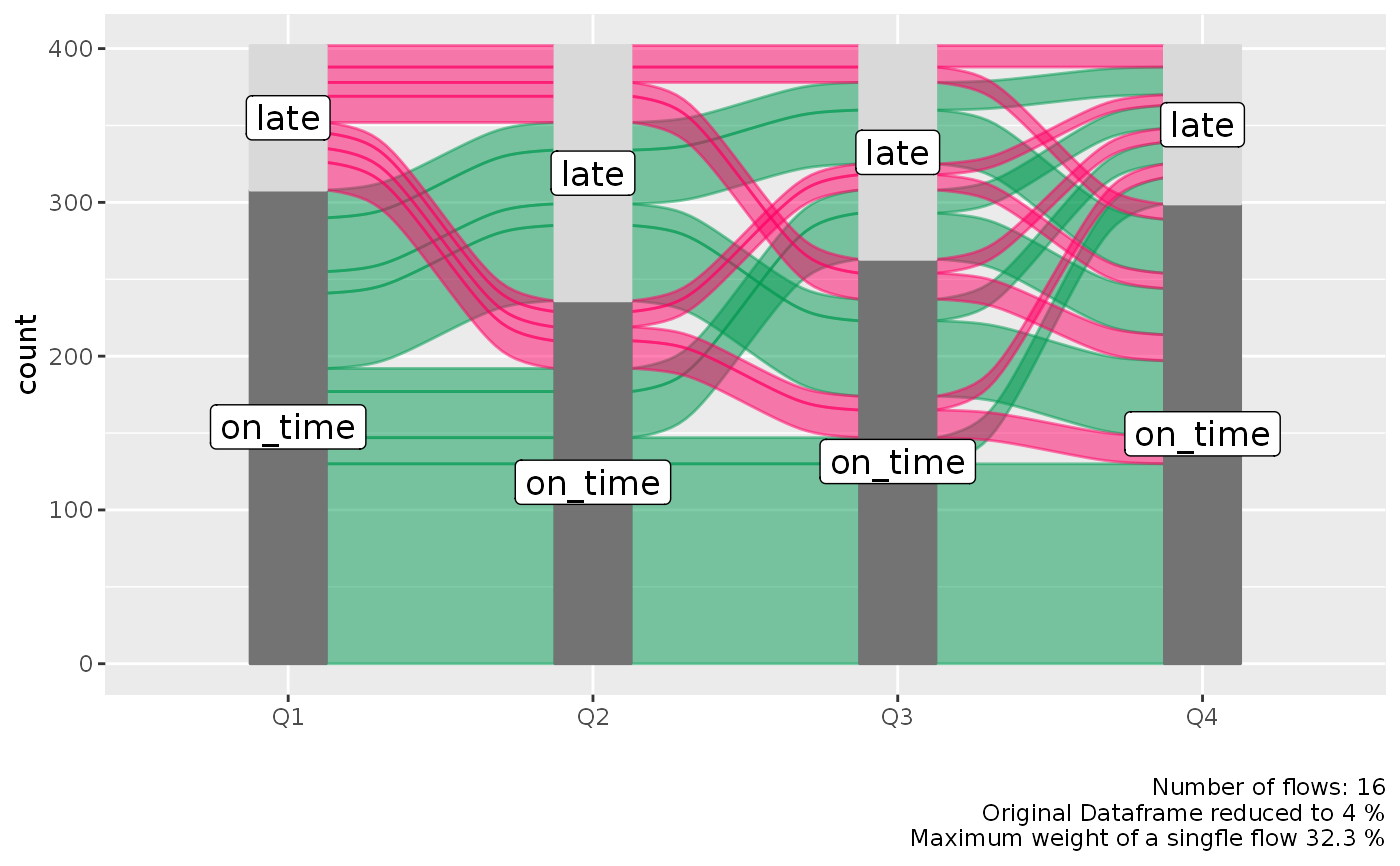 400
300
200
100
0
count
late
late
late
late
on_time
on_time
on_time
on_time
Q1 Q2 Q3 Q4
Number of flows: 16
Original Dataframe reduced to 4 %
Maximum weight of a singfle flow 32.3 %